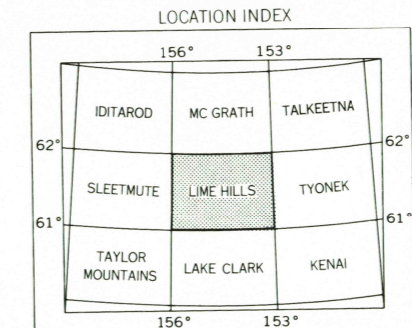 LOCATION INDEX
156° 153°
IDITAROD MC GRATH TALKEETNA
62° 62°
SLEETMUTE LIME HILLS TYONEK
61° 61°
TAYLOR
MOUNTAINS LAKE CLARK KENAI
156° 153°